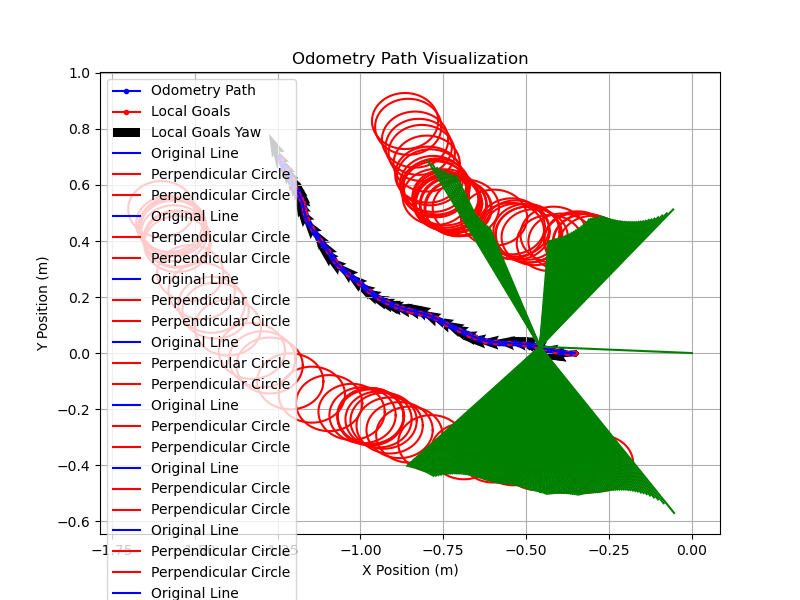 Odometry Path Visualization
1.0
0.8
0.6
0.4
0.2
0.0
−0.2
−0.4
−0.6
Y Position (m)
Odometry Path
Local Goals
Local Goals Yaw
Original Line
Perpendicular Circle
Perpendicular Circle
Original Line
Perpendicular Circle
Perpendicular Circle
Original Line
Perpendicular Circle
Perpendicular Circle
Original Line
Perpendicular Circle
Perpendicular Circle
Original Line
Perpendicular Circle
Perpendicular Circle
Original Line
Perpendicular Circle
Perpendicular Circle
Original Line
Perpendicular Circle
Perpendicular Circle
Original Line
−1.00 −0.75 −0.50 −0.25 0.00
X Position (m)